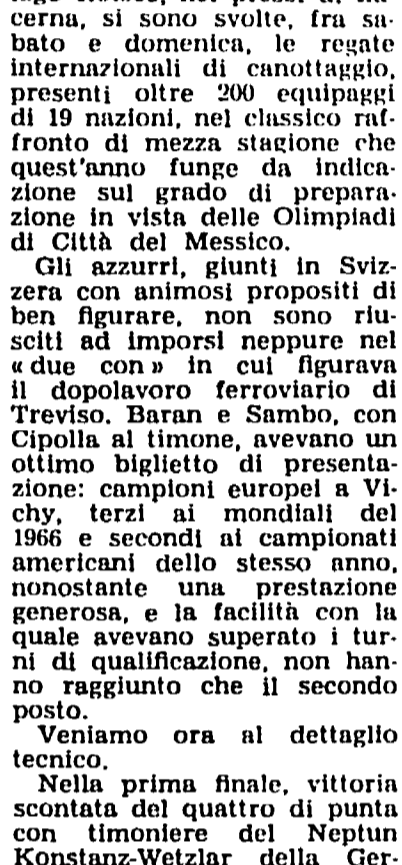 cerna, si sono svolte, fra sa-
bato e domenica, le regate
internazionali di canottaggio,
presenti oltre 200 equipaggi
di 19 nazioni, nel classico raf-
fronto di mezza stagione che
quest'anno funge da indica-
zione sul grado di prepara-
zione in vista delle Olimpiadi
di Città del Messico.
Gli azzurri, giunti in Sviz-
zera con animosi propositi di
ben figurare, non sono riu-
sciti ad imporsi neppure nel
« due con » in cui figurava
il dopolavoro ferroviario di
Treviso. Baran e Sambo, con
Cipolla al timone, avevano un
ottimo biglietto di presenta-
zione: campioni europei a Vi-
chy, terzi ai mondiali del
1966 e secondi ai campionati
americani dello stesso anno,
nonostante una prestazione
generosa, e la facilità con la
quale avevano superato i tur-
ni di qualificazione, non han-
no raggiunto che il secondo
posto.
Veniamo ora al dettaglio
tecnico.
Nella prima finale, vittoria
scontata del quattro di punta
con timoniere del Neptun
Konstanz-Wetzlar della Ger-